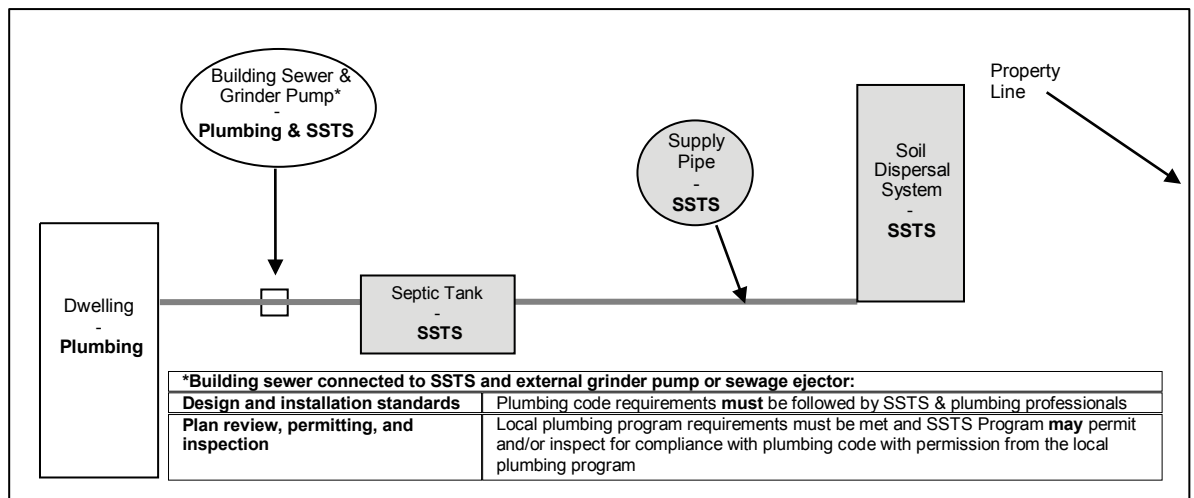 Building Sewer &
Grinder Pump*
-
Plumbing & SSTS
Property
Line
Supply
Pipe
-
SSTS
Soil
Dispersal
System
-
SSTS
Dwelling
-
Plumbing
Septic Tank
-
SSTS
*Building sewer connected to SSTS and external grinder pump or sewage ejector:
Design and installation standards
Plumbing code requirements must be followed by SSTS & plumbing professionals
Plan review, permitting, and
inspection
Local plumbing program requirements must be met and SSTS Program may permit
and/or inspect for compliance with plumbing code with permission from the local
plumbing program